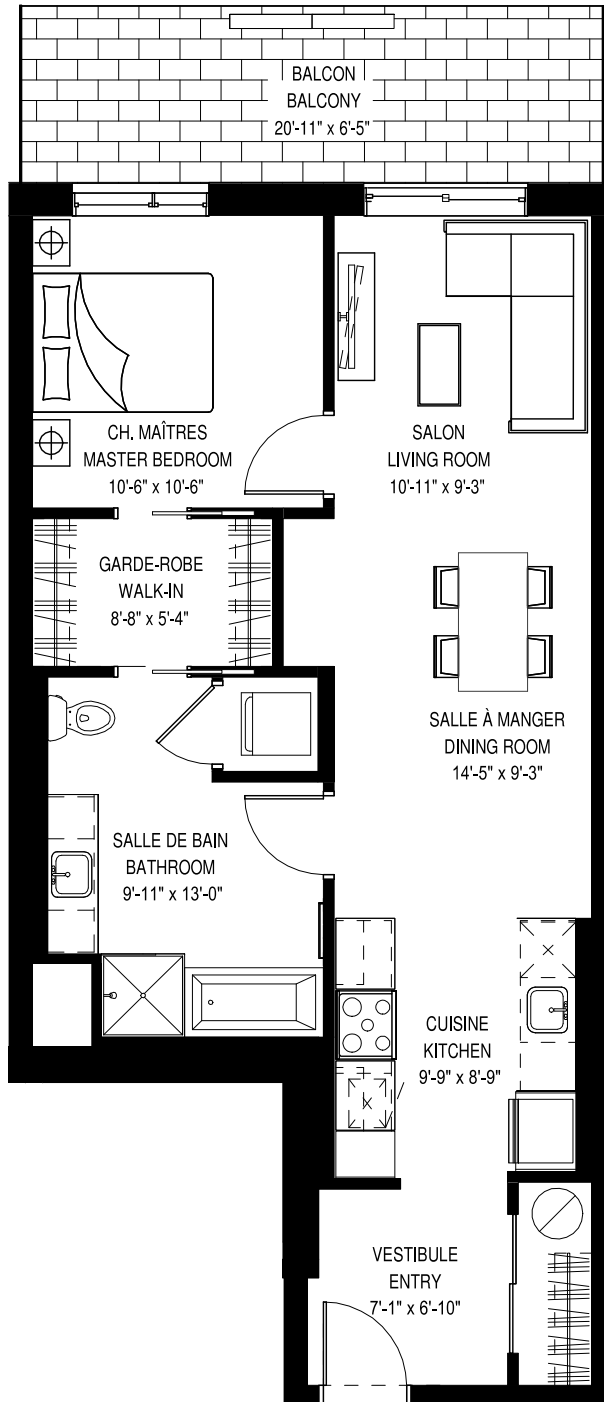 BALCON
BALCONY
20'-11" x 6'-5"
CH. MAÎTRES
MASTER BEDROOM
10'-6" x 10'-6"
SALON
LIVING ROOM
10'-11" x 9'-3"
GARDE-ROBE
WALK-IN
8'-8" x 5'-4"
SALLE À MANGER
DINING ROOM
14'-5" x 9'-3"
SALLE DE BAIN
BATHROOM
9'-11" x 13'-0"
CUISINE
KITCHEN
9'-9" x 8'-9"
VESTIBULE
ENTRY
7'-1" x 6'-10"